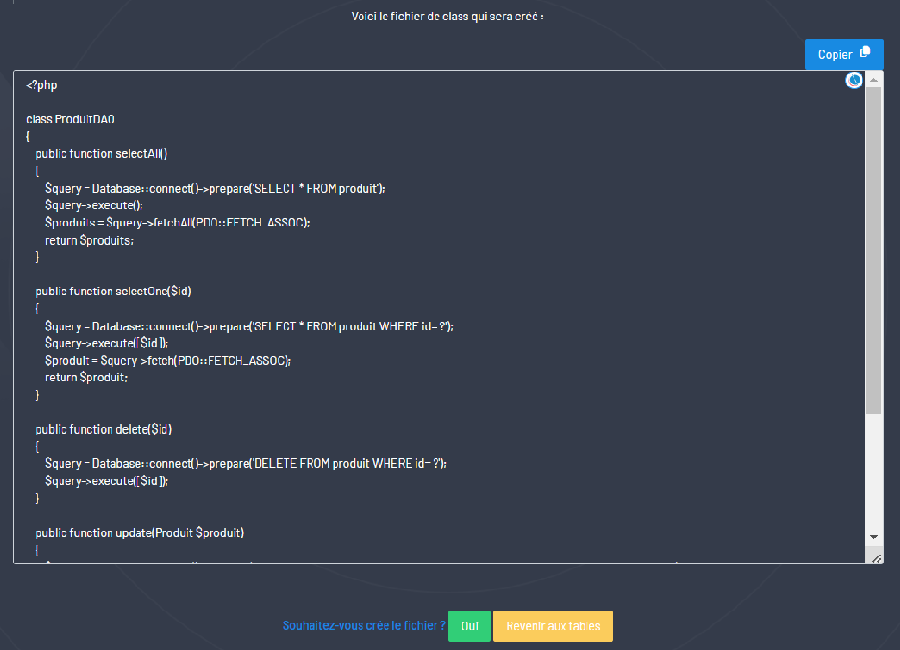 Voici le fichier de class qui sera créé :
Copier
<?php
class ProduitDAO
{
public function selectAll()
{
$query = Database::connect()->prepare('SELECT * FROM produit');
$query->execute();
$produits = $query->fetchAll(PDO::FETCH_ASSOC);
return $produits;
}
public function selectOne($id)
{
$query = Database::connect()->prepare('SELECT * FROM produit WHERE id= ?');
$query->execute([$id]);
$produit = $query->fetch(PDO::FETCH_ASSOC);
return $produit;
}
public function delete($id)
{
$query = Database::connect()->prepare('DELETE FROM produit WHERE id= ?');
$query->execute([$id]);
}
public function update(Produit $produit)
{
Souhaitez-vous crée le fichier ?
Oui
Revenir aux tables